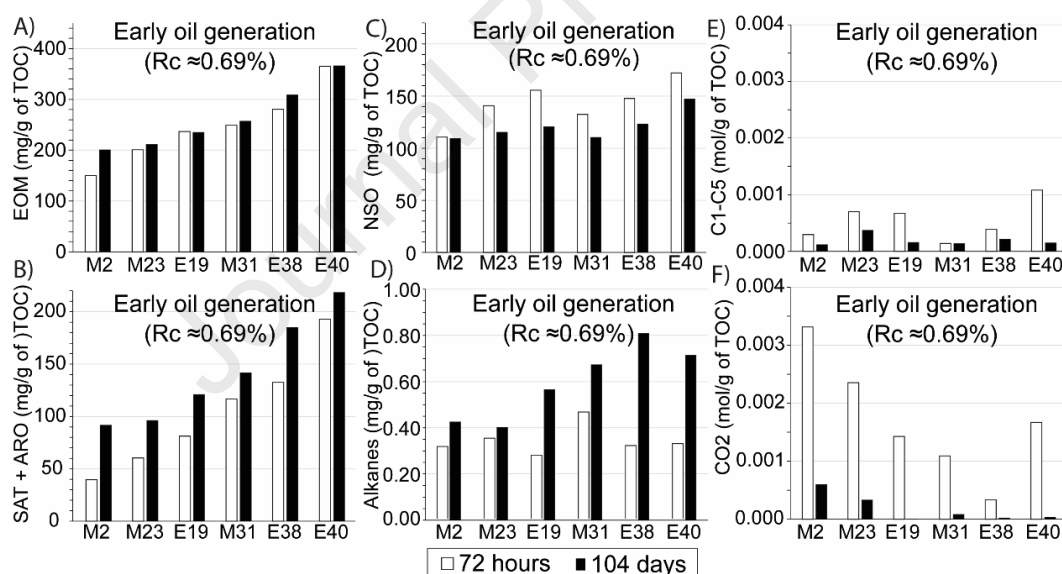 A)
Early oil generation
(Rc ≈0.69%)
EOM (mg/g of TOC)
400
300
200
100
0
M2 M23 E19 M31 E38 E40
B)
Early oil generation
(Rc ≈0.69%)
SAT + ARO (mg/g of )TOC)
200
150
100
50
0
M2 M23 E19 M31 E38 E40
C)
Early oil generation
(Rc ≈0.69%)
NSO (mg/g of TOC)
200
150
100
50
0
M2 M23 E19 M31 E38 E40
D)
Early oil generation
(Rc ≈0.69%)
Alkanes (mg/g of )TOC)
1.00
0.80
0.60
0.40
0.20
0.00
M2 M23 E19 M31 E38 E40
E)
Early oil generation
(Rc ≈0.69%)
C1-C5 (mol/g of TOC)
0.004
0.003
0.002
0.001
0.000
M2 M23 E19 M31 E38 E40
F)
Early oil generation
(Rc ≈0.69%)
CO2 (mol/g of TOC)
0.004
0.003
0.002
0.001
0.000
M2 M23 E19 M31 E38 E40
72 hours 104 days
Journal